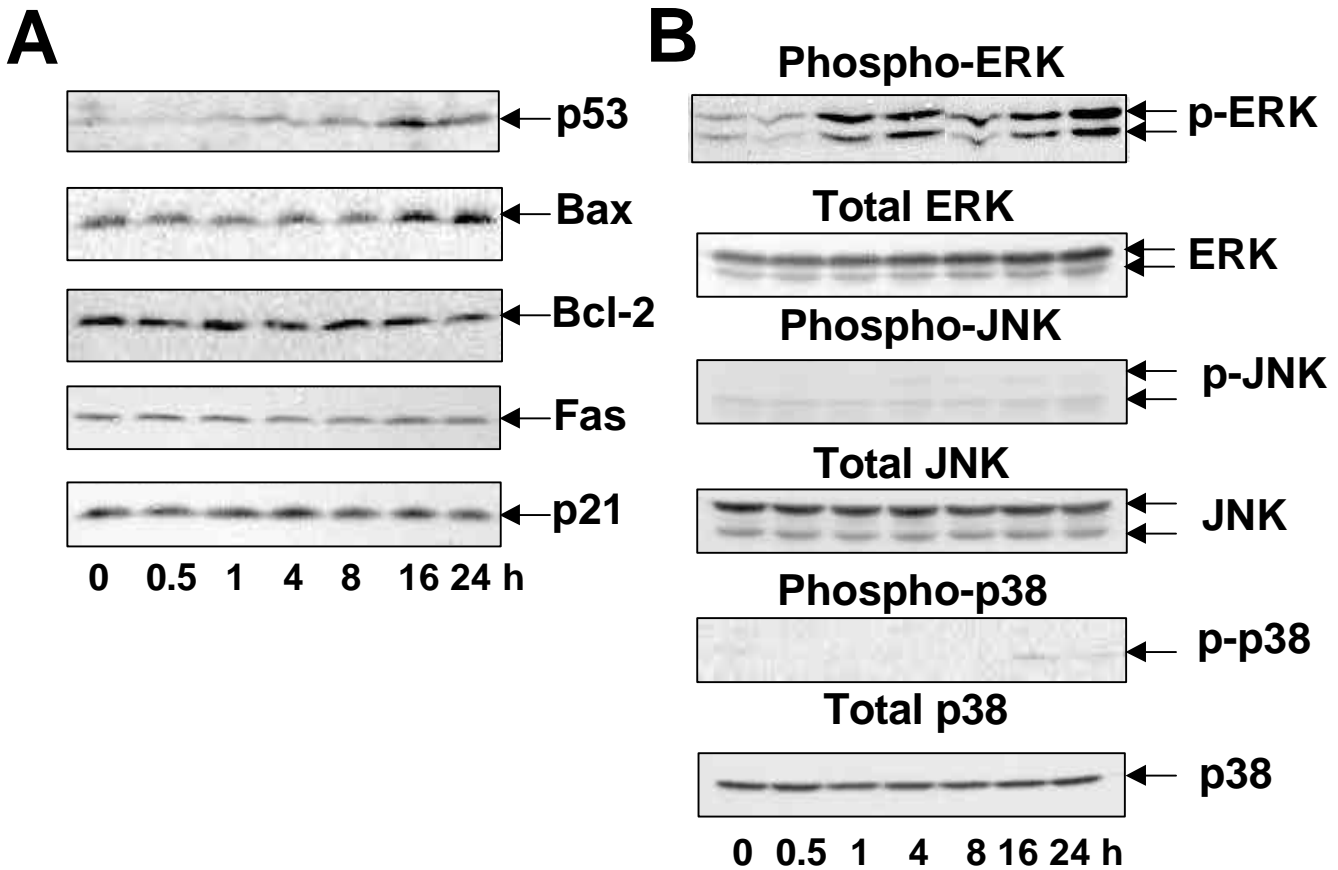 A
p53
Bax
Bcl-2
Fas
p21
0 0.5 1 4 8 16 24 h
B
Phospho-ERK
p-ERK
Total ERK
ERK
Phospho-JNK
p-JNK
Total JNK
JNK
Phospho-p38
p-p38
Total p38
p38
0 0.5 1 4 8 16 24 h